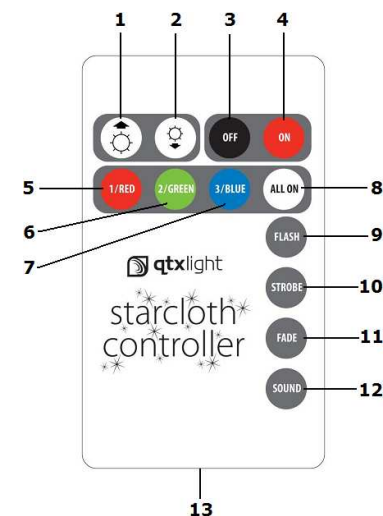 1 2 3 4
OFF ON
5 1/RED 2/GREEN 3/BLUE ALL ON 8
6
7
FLASH 9
qtxlight
STROBE 10
starcloth
controller
FADE 11
SOUND 12
13